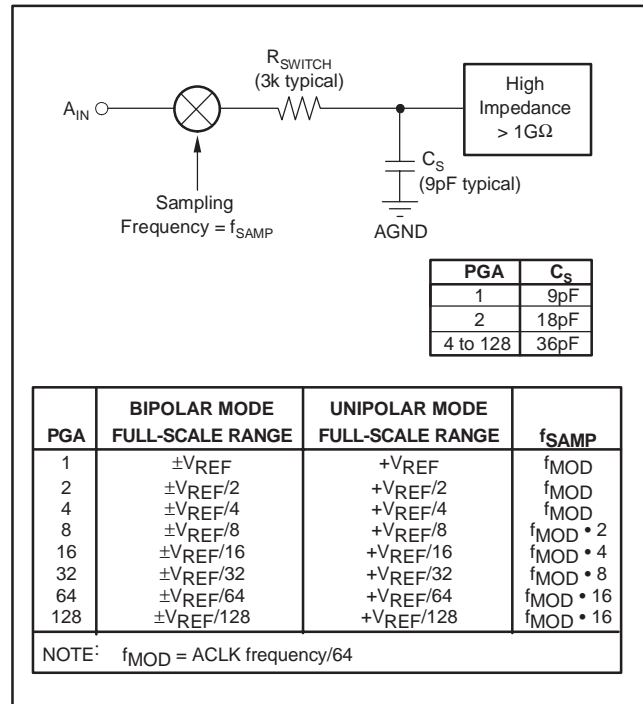 R_SWITCH
(3k typical)
High
Impedance
> 1GΩ
A_IN
C_S
(9pF typical)
Sampling
Frequency = f_SAMP
AGND
PGA C_S
1 9pF
2 18pF
4 to 128 36pF
BIPOLAR MODE UNIPOLAR MODE
PGA FULL-SCALE RANGE FULL-SCALE RANGE f_SAMP
1 ±V_REF +V_REF f_MOD
2 ±V_REF/2 +V_REF/2 f_MOD
4 ±V_REF/4 +V_REF/4 f_MOD
8 ±V_REF/8 +V_REF/8 f_MOD • 2
16 ±V_REF/16 +V_REF/16 f_MOD • 4
32 ±V_REF/32 +V_REF/32 f_MOD • 8
64 ±V_REF/64 +V_REF/64 f_MOD • 16
128 ±V_REF/128 +V_REF/128 f_MOD • 16
NOTE: f_MOD = ACLK frequency/64